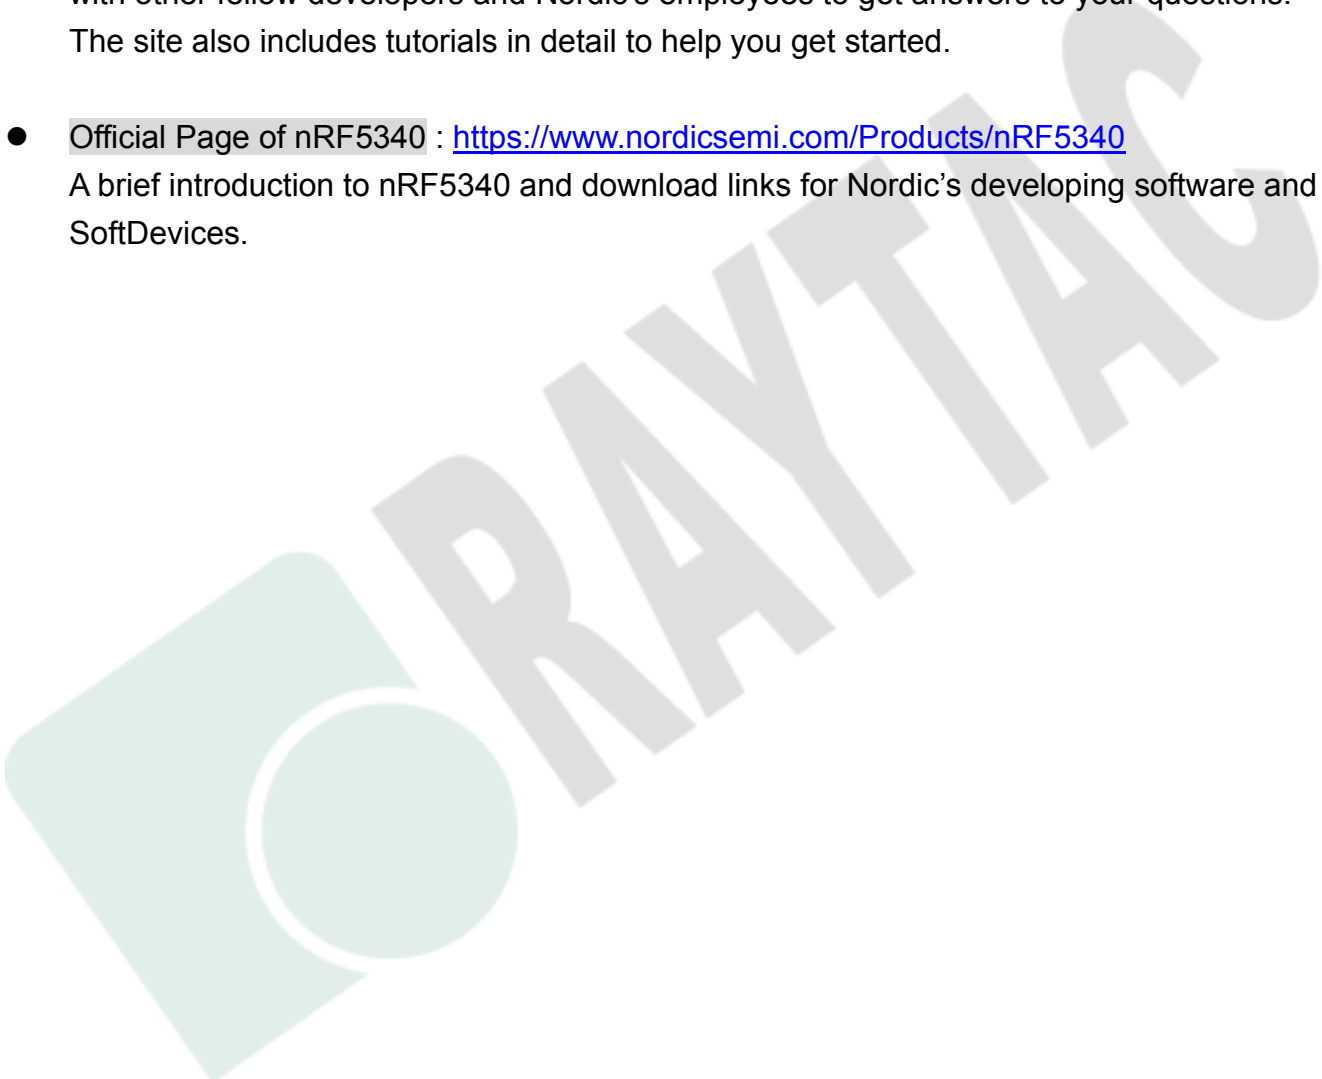 with other fellow developers and Nordic's employees to get answers to your questions.
The site also includes tutorials in detail to help you get started.
● Official Page of nRF5340 : https://www.nordicsemi.com/Products/nRF5340
A brief introduction to nRF5340 and download links for Nordic’s developing software and
SoftDevices.
RAYTAC